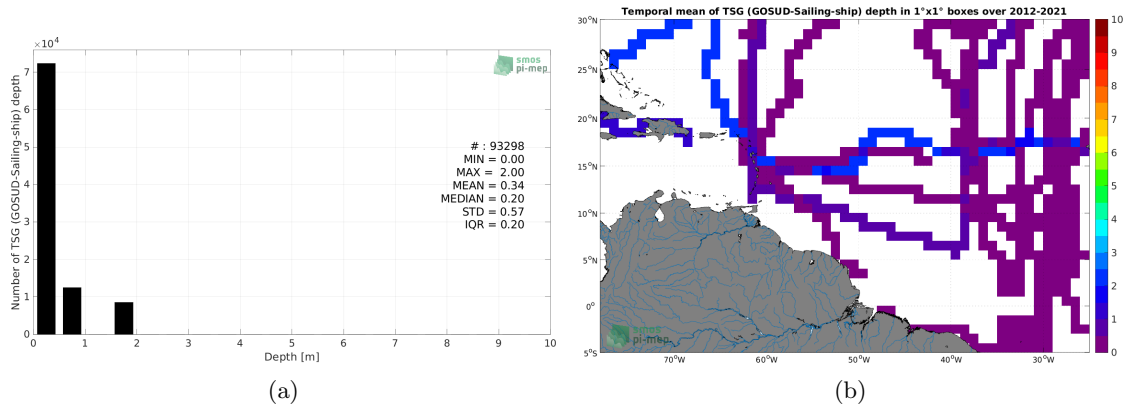 Temporal mean of TSG (GOSUD-Sailing-ship) depth in 1°x1° boxes over 2012-2021
×10⁴
8
7
6
5
4
3
2
1
0
Number of TSG (GOSUD-Sailing-ship) depth
smos
pi-mep
# : 93298
MIN = 0.00
MAX = 2.00
MEAN = 0.34
MEDIAN = 0.20
STD = 0.57
IQR = 0.20
0 1 2 3 4 5 6 7 8 9 10
Depth [m]
(a)
30°N
25°N
20°N
15°N
10°N
5°N
0°
5°S
smos
pi-mep
70°W 60°W 50°W 40°W 30°W
10
9
8
7
6
5
4
3
2
1
0
(b)